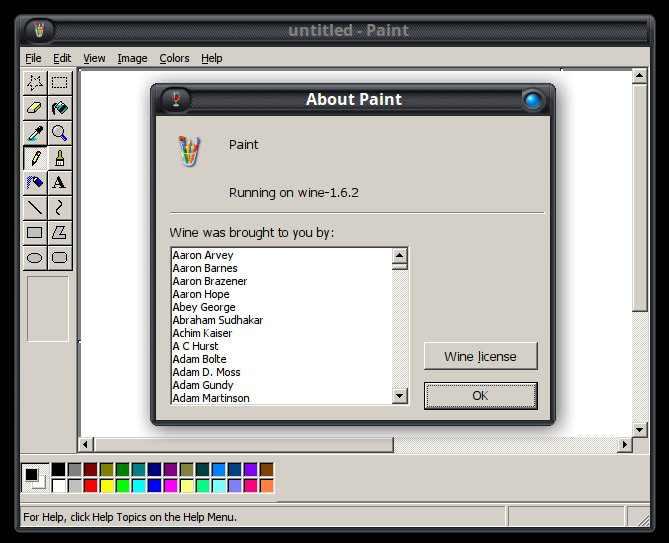 untitled - Paint
File Edit View Image Colors Help
About Paint
Paint
Running on wine-1.6.2
Wine was brought to you by:
Aaron Arvey
Aaron Barnes
Aaron Brazener
Aaron Hope
Abey George
Abraham Sudhakar
Achim Kaiser
A C Hurst
Adam Bolte
Adam D. Moss
Adam Gundy
Adam Martinson
Wine license
OK
A
For Help, click Help Topics on the Help Menu.